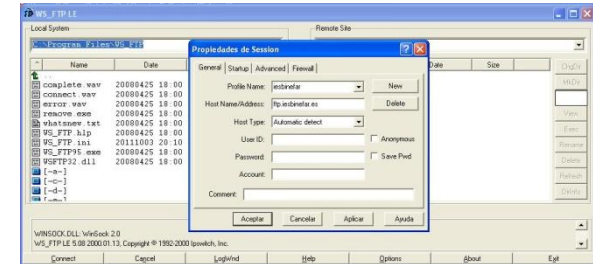 WS_FTP LE
Local System
Remote Site
C:\Program Files\WS_FTP
^ Name Date
Date Size
..
complete.wav 20080425 18:00
connect.wav 20080425 18:00
error.wav 20080425 18:00
remove.exe 20080425 18:00
whatsnew.txt 20080425 18:00
WS_FTP.hlp 20080425 18:00
WS_FTP.ini 20111003 20:10
WS_FTP95.exe 20080425 18:00
WSFTP32.dll 20080425 18:00
[-a-]
[-c-]
[-d-]
ChgDir
MkDir
View
Exec
Rename
Delete
Refresh
DirInfo
Propiedades de Session
General Startup Advanced Firewall
Profile Name: iesbinefar New
Host Name/Address: ftp.iesbinefar.es Delete
Host Type: Automatic detect
User ID: Anonymous
Password: Save Pwd
Account:
Comment:
Aceptar Cancelar Aplicar Ayuda
WINSOCK.DLL: WinSock 2.0
WS_FTP LE 5.08 2000.01.13, Copyright © 1992-2000 Ipswitch, Inc.
Connect Cancel LogWnd Help Options About Exit